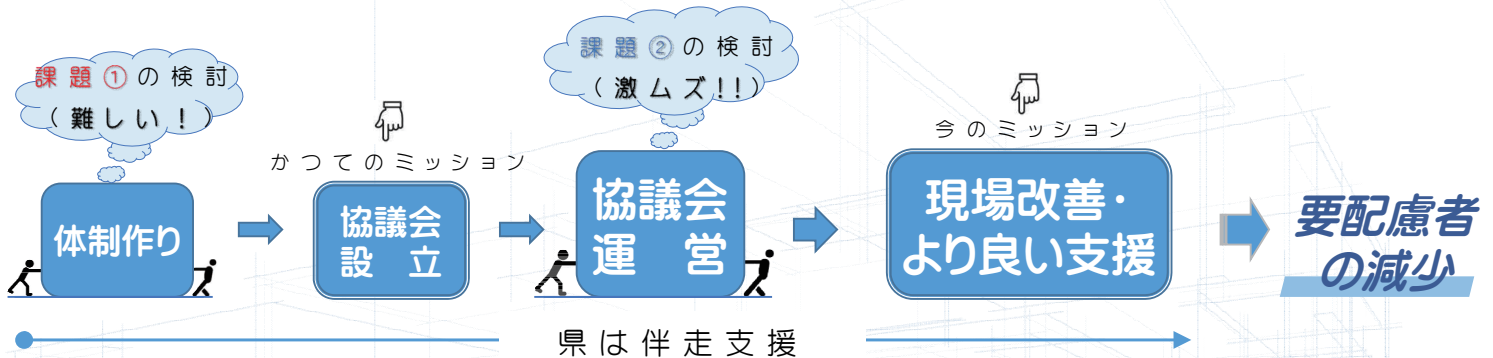 課題①の検討
(難しい！)
体制作り
かつてのミッション
協議会
設立
課題②の検討
(激ムズ!!)
協議会
運営
今のミッション
現場改善・
より良い支援
要配慮者
の減少
県は伴走支援